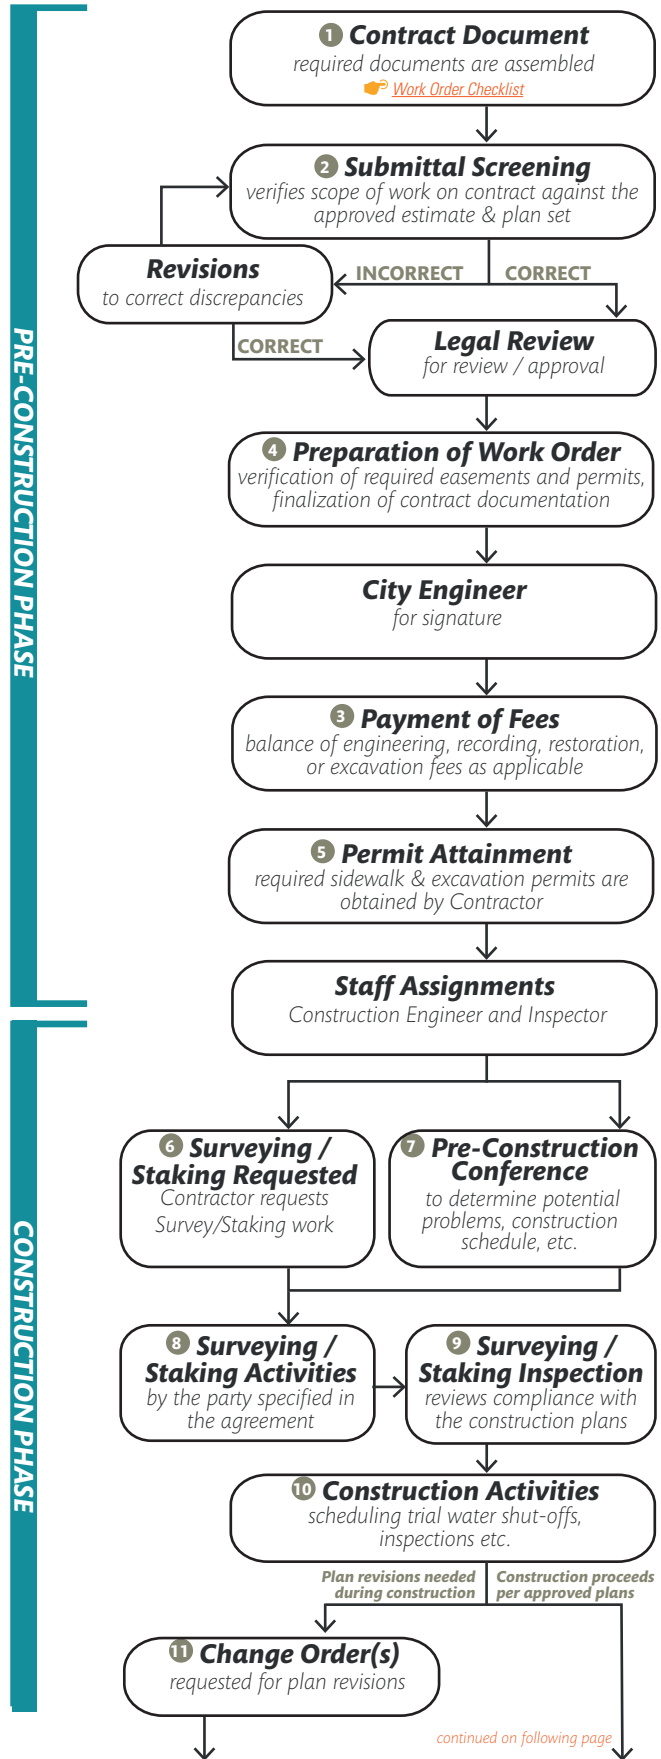 PRE-CONSTRUCTION PHASE
1 Contract Document
required documents are assembled
Work Order Checklist
2 Submittal Screening
verifies scope of work on contract against the
approved estimate & plan set
INCORRECT
CORRECT
Revisions
to correct discrepancies
CORRECT
Legal Review
for review / approval
4 Preparation of Work Order
verification of required easements and permits,
finalization of contract documentation
City Engineer
for signature
3 Payment of Fees
balance of engineering, recording, restoration,
or excavation fees as applicable
5 Permit Attainment
required sidewalk & excavation permits are
obtained by Contractor
Staff Assignments
Construction Engineer and Inspector
CONSTRUCTION PHASE
6 Surveying /
Staking Requested
Contractor requests
Survey/Staking work
7 Pre-Construction
Conference
to determine potential
problems, construction
schedule, etc.
8 Surveying /
Staking Activities
by the party specified in
the agreement
9 Surveying /
Staking Inspection
reviews compliance with
the construction plans
10 Construction Activities
scheduling trial water shut-offs,
inspections etc.
Plan revisions needed
during construction
Construction proceeds
per approved plans
11 Change Order(s)
requested for plan revisions
continued on following page